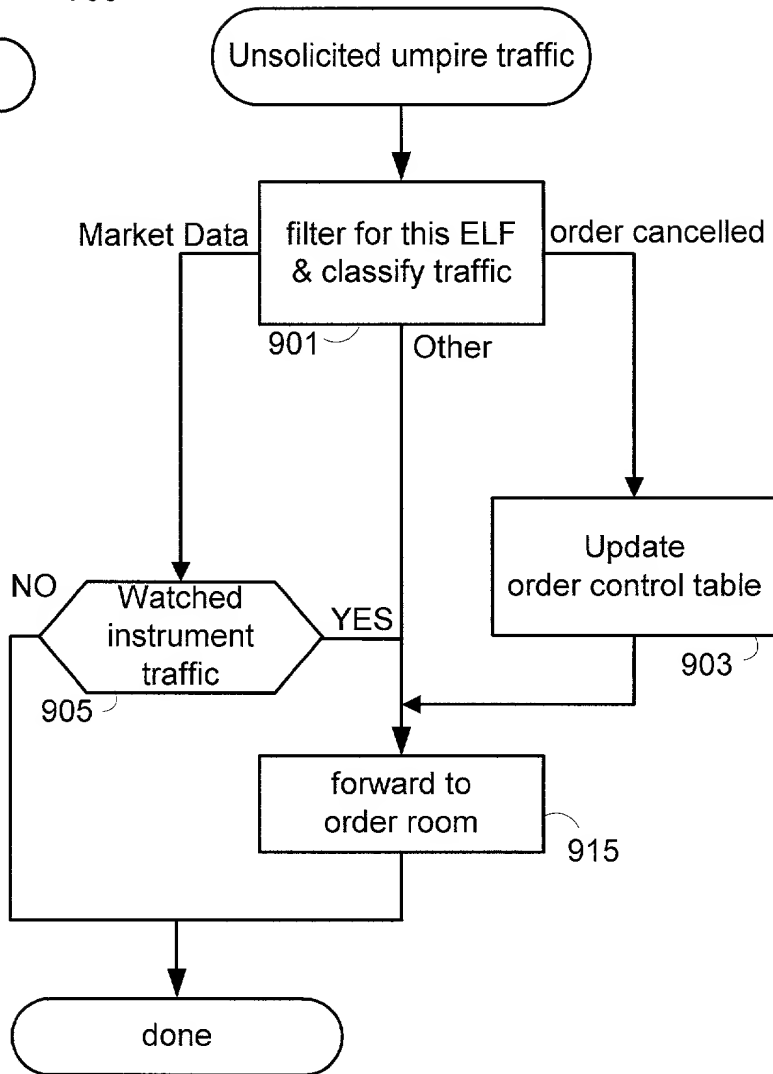 Unsolicited umpire traffic
Market Data
filter for this ELF
& classify traffic
order cancelled
901
Other
Update
order control table
903
NO
Watched
instrument
traffic
YES
905
forward to
order room
915
done